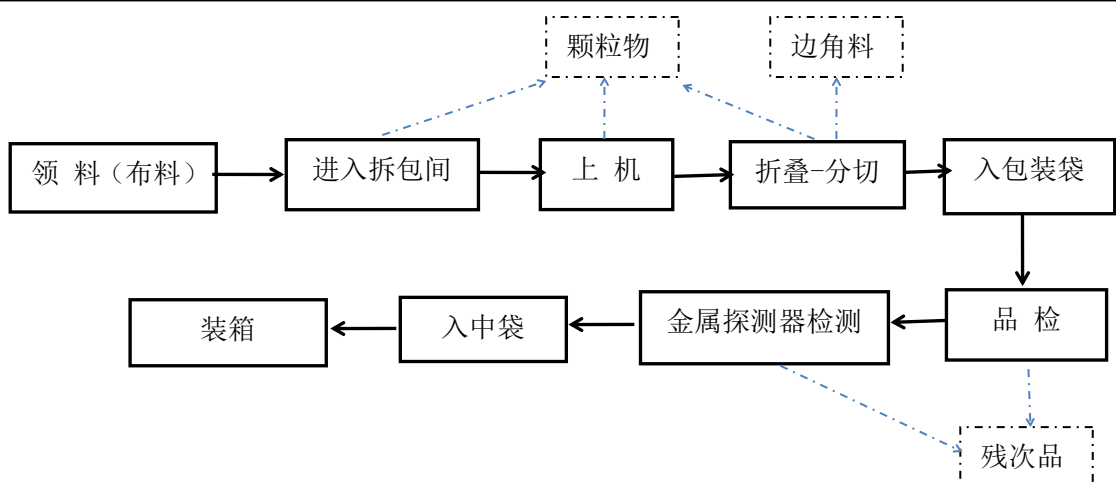 颗粒物
边角料
领 料（布料）
进入拆包间
上 机
折叠-分切
入包装袋
装箱
入中袋
金属探测器检测
品 检
残次品